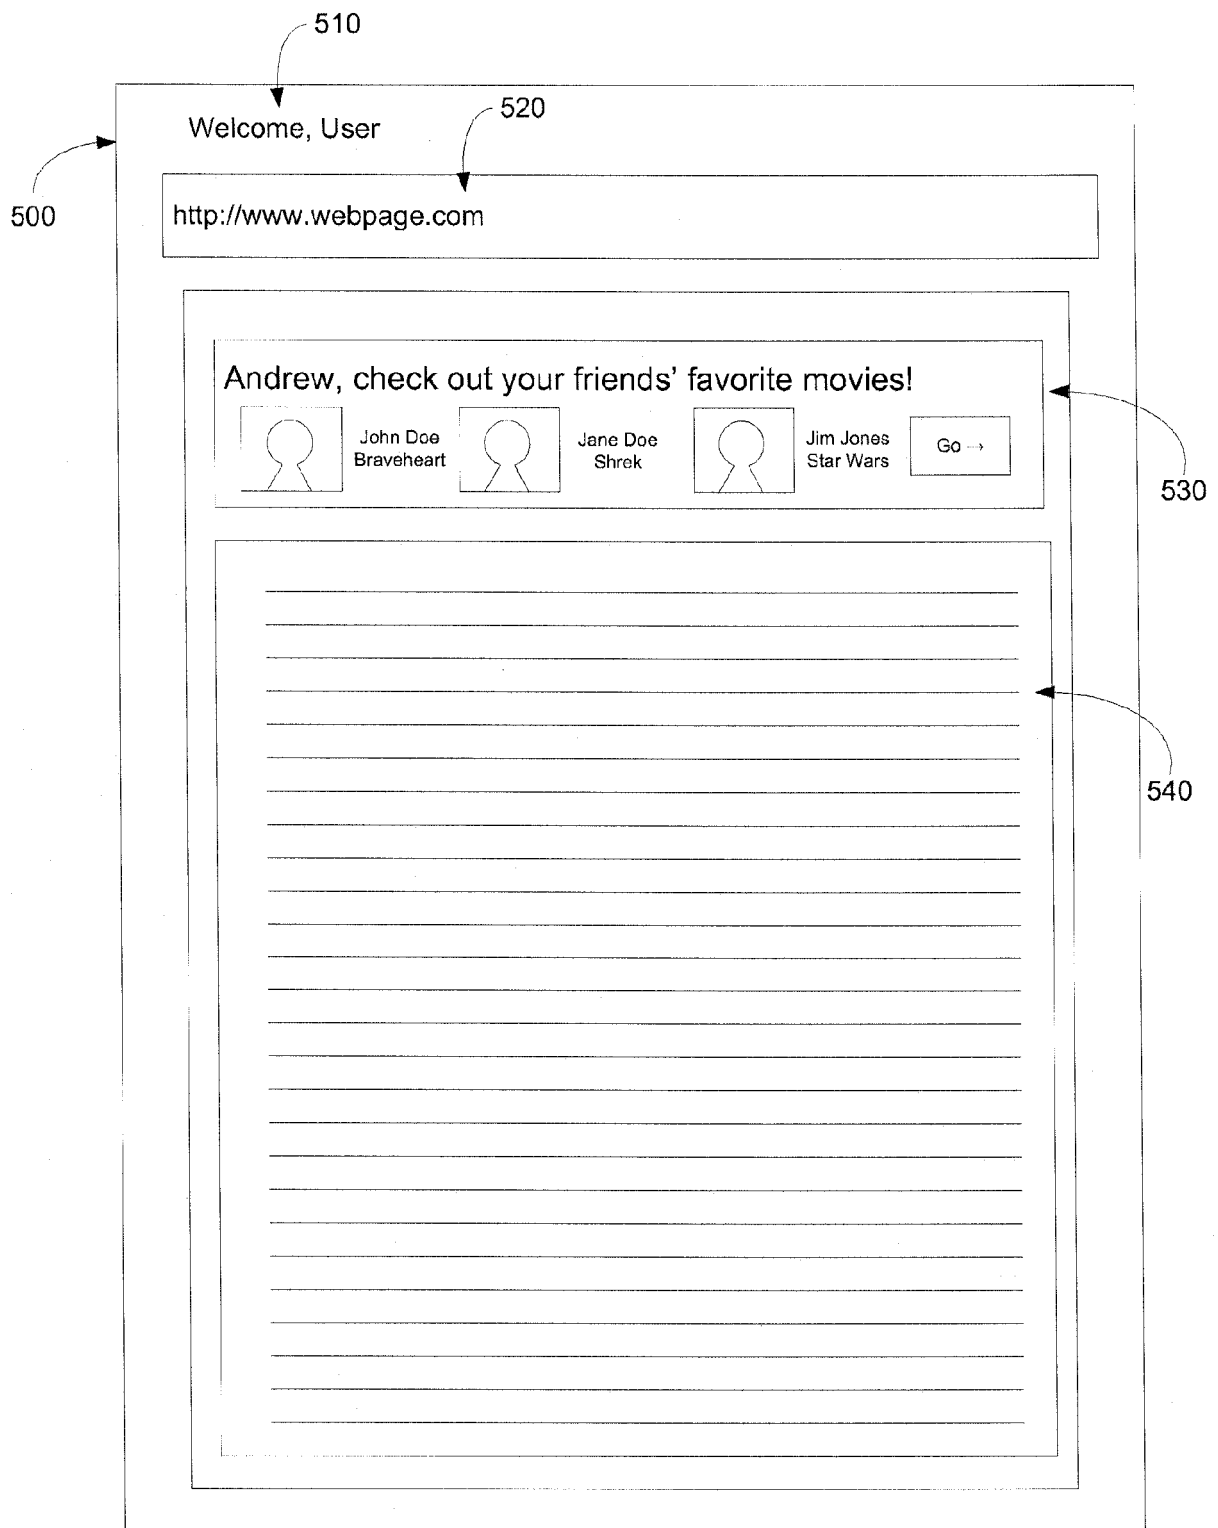 510
520
Welcome, User
500
http://www.webpage.com
Andrew, check out your friends' favorite movies!
John Doe
Braveheart
Jane Doe
Shrek
Jim Jones
Star Wars
Go →
530
540